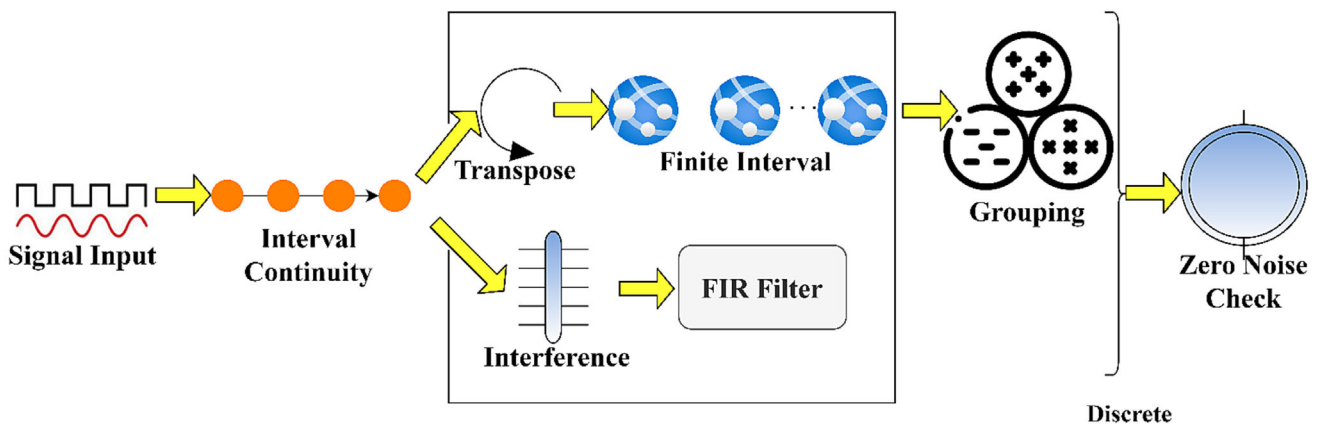 Signal Input
Interval
Continuity
Transpose
Finite Interval
Interference
FIR Filter
Grouping
Discrete
Zero Noise
Check